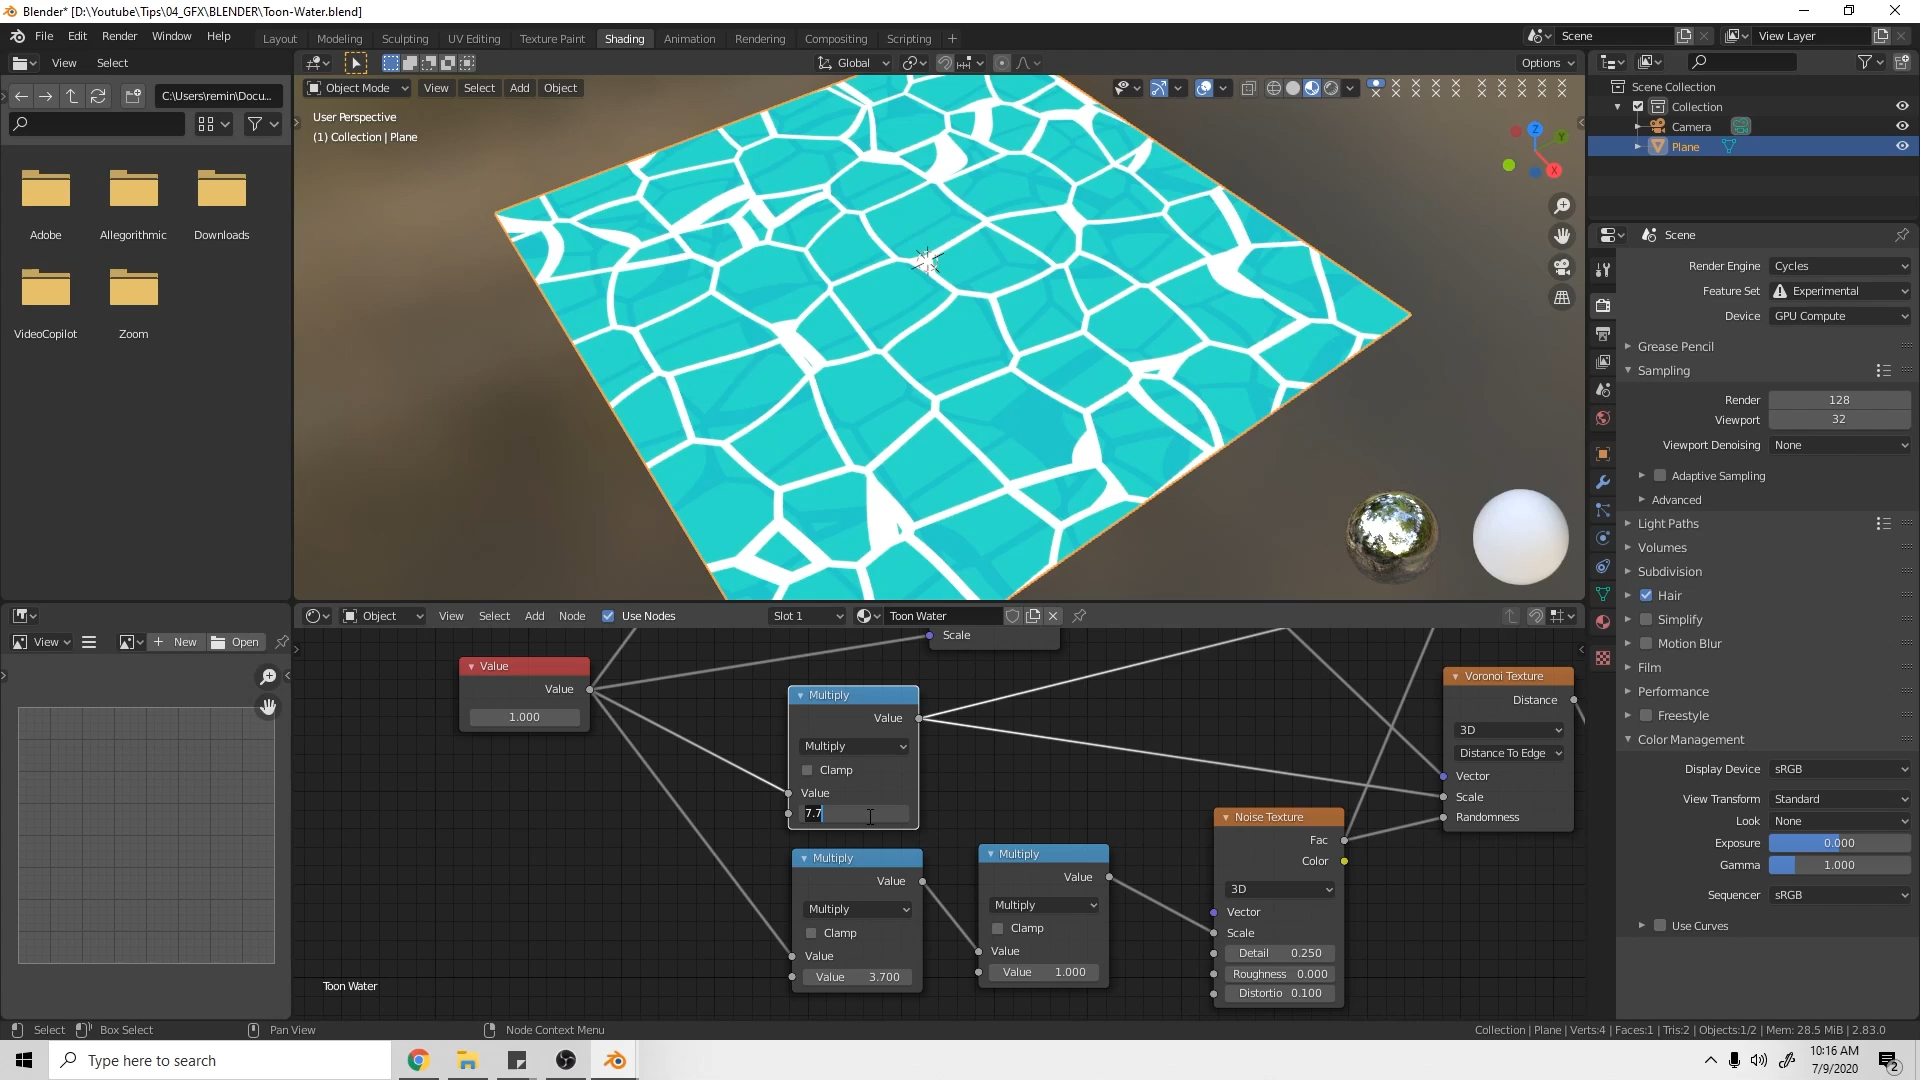 Blender* [D:\Youtube\Tips\04_GFX\BLENDER\Toon-Water.blend]
File Edit Render Window Help
Layout Modeling Sculpting UV Editing Texture Paint Shading Animation Rendering Compositing Scripting +
Scene View Layer
View Select
Global
Options
C:\Users\remin\Docu...
Object Mode View Select Add Object
User Perspective
(1) Collection | Plane
Z
Y
X
Scene Collection
Collection
Camera
Plane
Adobe Allegorithmic Downloads
VideoCopilot Zoom
Scene
Render Engine Cycles
Feature Set Experimental
Device GPU Compute
Grease Pencil
Sampling
Render 128
Viewport 32
Viewport Denoising None
Adaptive Sampling
Advanced
Light Paths
Volumes
Subdivision
Hair
Simplify
Motion Blur
Film
Performance
Freestyle
Color Management
Display Device sRGB
View Transform Standard
Look None
Exposure 0.000
Gamma 1.000
Sequencer sRGB
Use Curves
View New Open
Object View Select Add Node Use Nodes Slot 1 Toon Water
Scale
Value
Value
1.000
Multiply
Value
Multiply
Clamp
Value
7.7
Multiply
Value
Multiply
Clamp
Value
Value 3.700
Multiply
Value
Multiply
Clamp
Value
Value 1.000
Noise Texture
Fac
Color
3D
Vector
Scale
Detail 0.250
Roughness 0.000
Distortio 0.100
Voronoi Texture
Distance
3D
Distance To Edge
Vector
Scale
Randomness
Toon Water
Select Box Select Pan View Node Context Menu
Collection | Plane | Verts:4 | Faces:1 | Tris:2 | Objects:1/2 | Mem: 28.5 MiB | 2.83.0
Type here to search
10:16 AM
7/9/2020
2